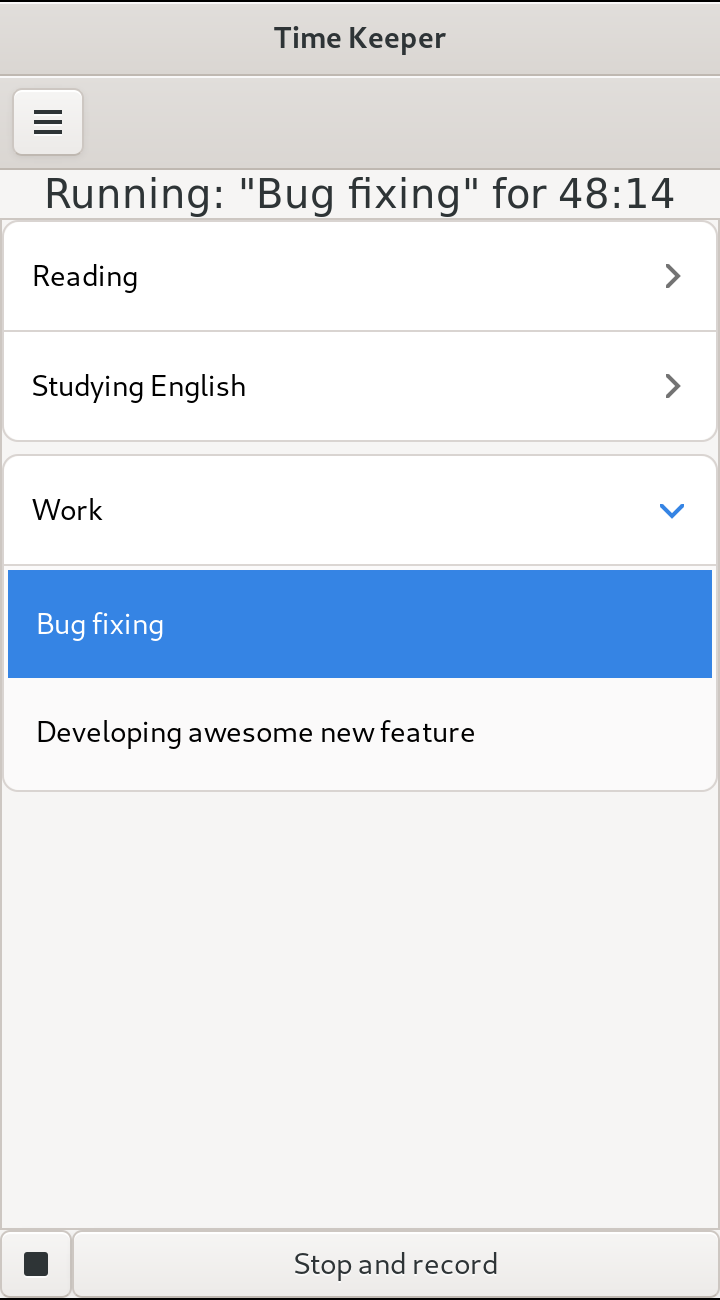 Time Keeper
Running: "Bug fixing" for 48:14
Reading
Studying English
Work
Bug fixing
Developing awesome new feature
Stop and record